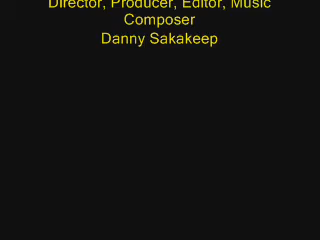 Director, Producer, Editor, Music
Composer
Danny Sakakeep